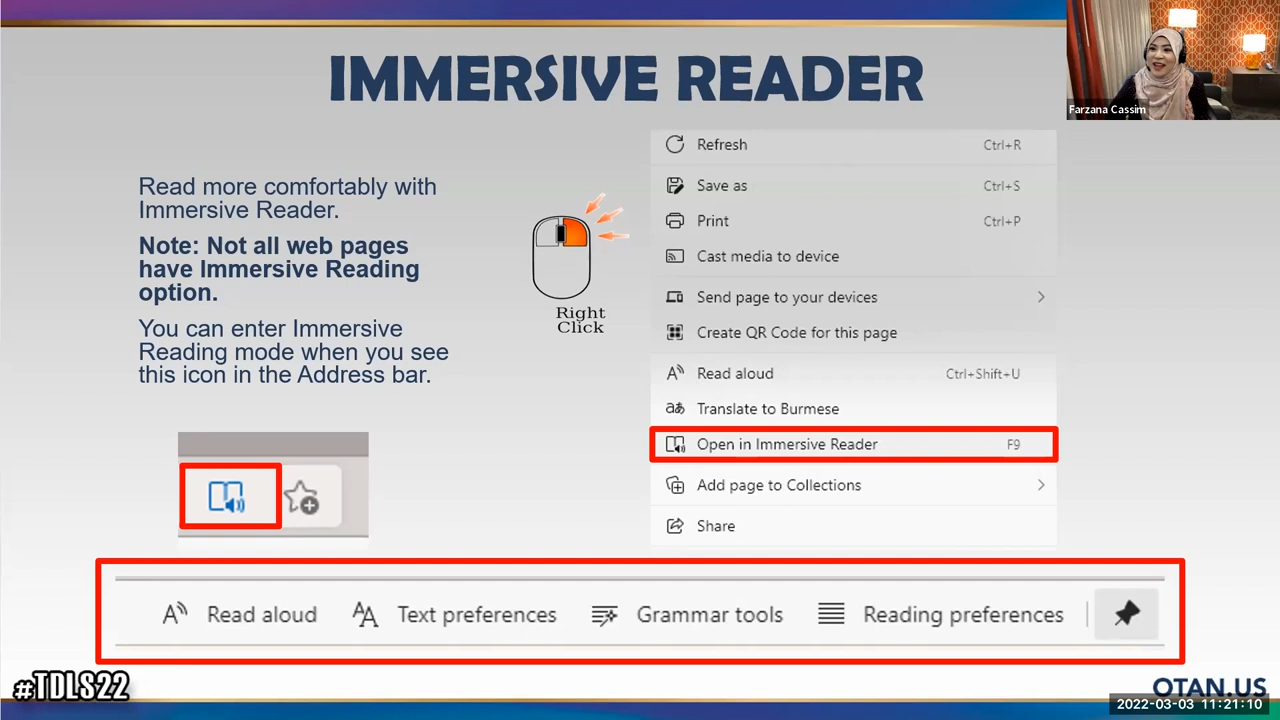 IMMERSIVE READER
Farzana Cassim
Read more comfortably with
Immersive Reader.
Note: Not all web pages
have Immersive Reading
option.
You can enter Immersive
Reading mode when you see
this icon in the Address bar.
Right
Click
Refresh Ctrl+R
Save as Ctrl+S
Print Ctrl+P
Cast media to device
Send page to your devices
Create QR Code for this page
A Read aloud Ctrl+Shift+U
aあ Translate to Burmese
Open in Immersive Reader F9
Add page to Collections
Share
A Read aloud AA Text preferences Grammar tools Reading preferences
#TDLS22
OTAN.US
2022-03-03 11:21:10